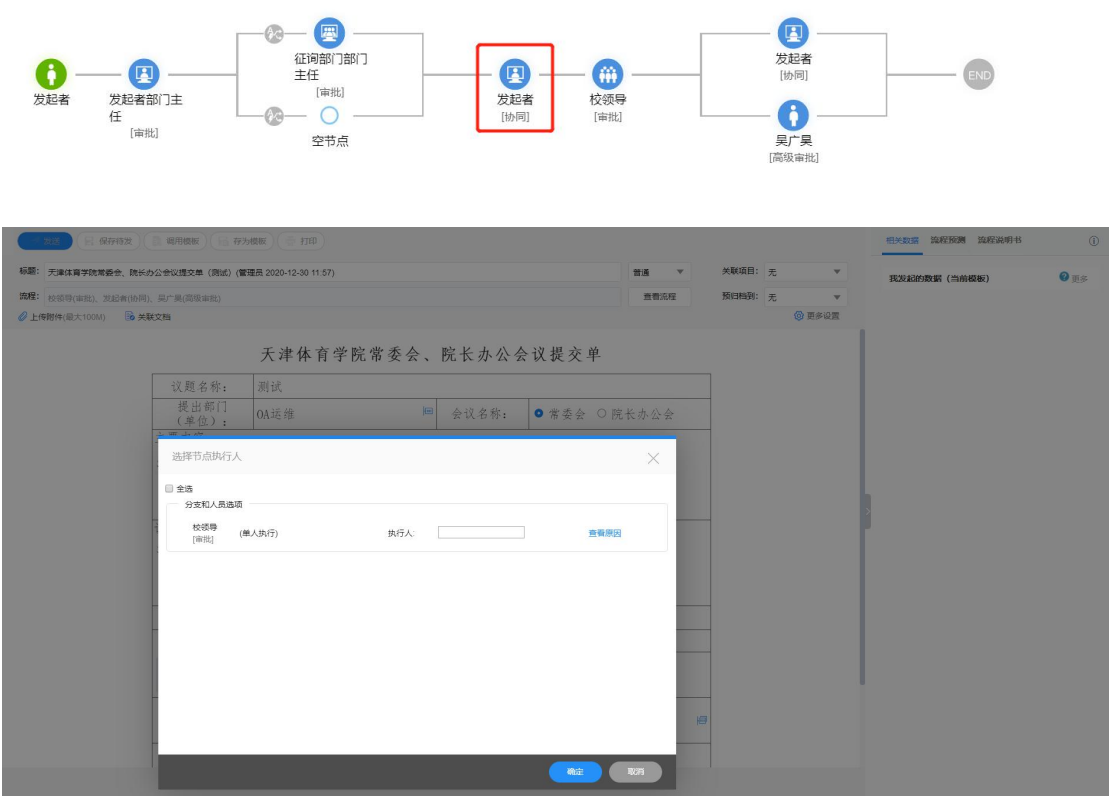 发起者
发起者部门主
任
[审批]
征询部门部门
主任
[审批]
空节点
发起者
[协同]
校领导
[审批]
发起者
[协同]
吴广昊
[高级审批]
END
发送
保存待发
调用模板
存为模板
打印
相关数据 流程预测 流程说明书
标题: 天津体育学院常委会、院长办公会议提交单 (测试) (管理员 2020-12-30 11:57)
普通
关联项目: 无
我发起的数据 (当前模板)
更多
流程: 校领导(审批)、发起者(协同)、吴广昊(高级审批)
查看流程
预归档到: 无
上传附件(最大100M)
关联文档
更多设置
天津体育学院常委会、院长办公会议提交单
议题名称: 测试
提出部门
(单位):
OA运维
会议名称:
常委会 院长办公会
选择节点执行人
全选
分支和人员选项
校领导
[审批]
(单人执行)
执行人:
查看原因
确定
取消